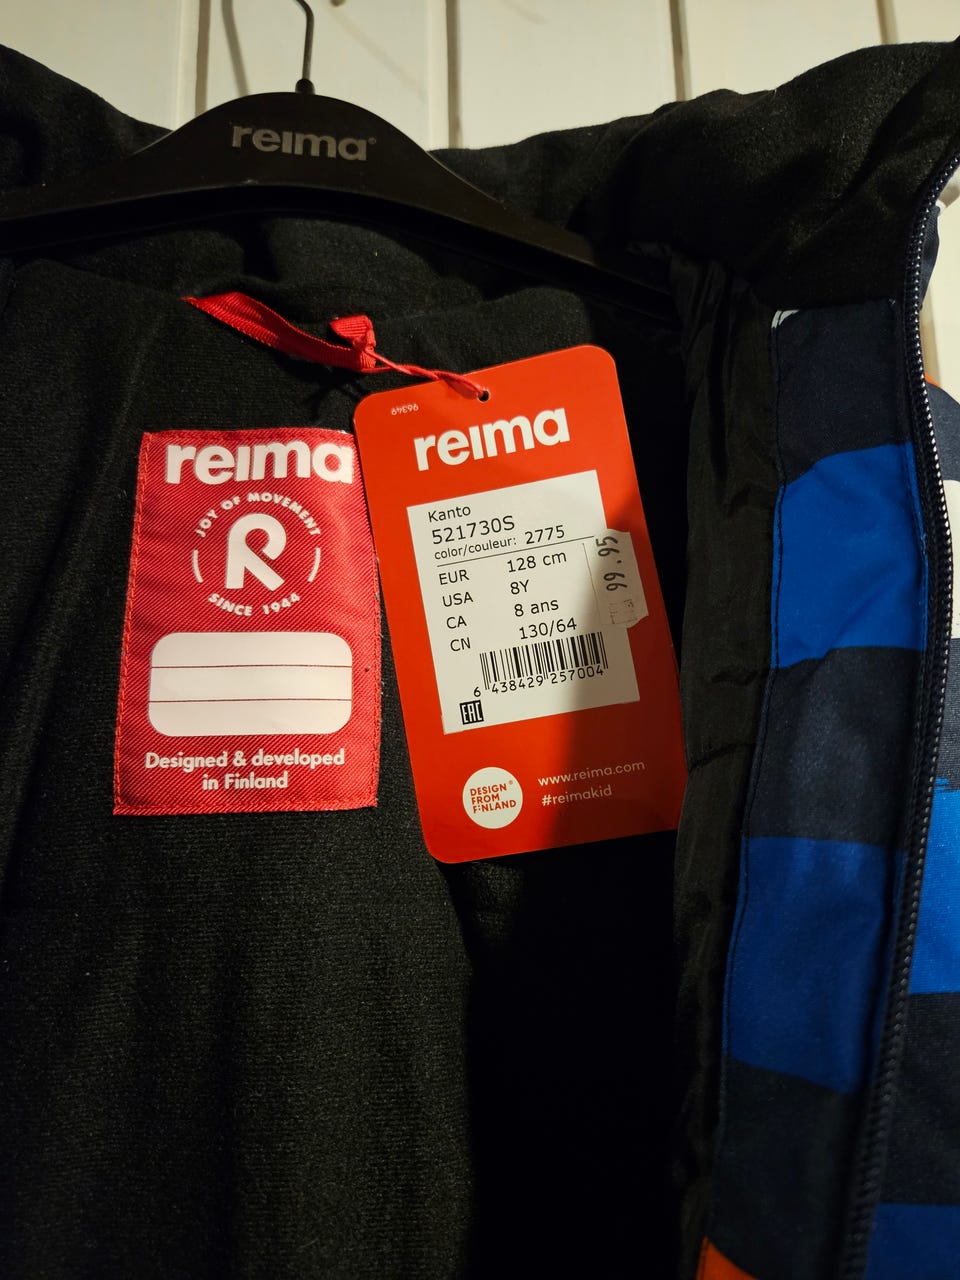 reima®
96349
reima
JOY OF MOVEMENT
R
SINCE 1944
Designed & developed
in Finland
reima
Kanto
521730S
color/couleur: 2775
EUR 128 cm
USA 8Y
CA 8 ans
CN 130/64
99.95
6 438429 257004
EAC
DESIGN®
FROM
FINLAND
www.reima.com
#reimakid